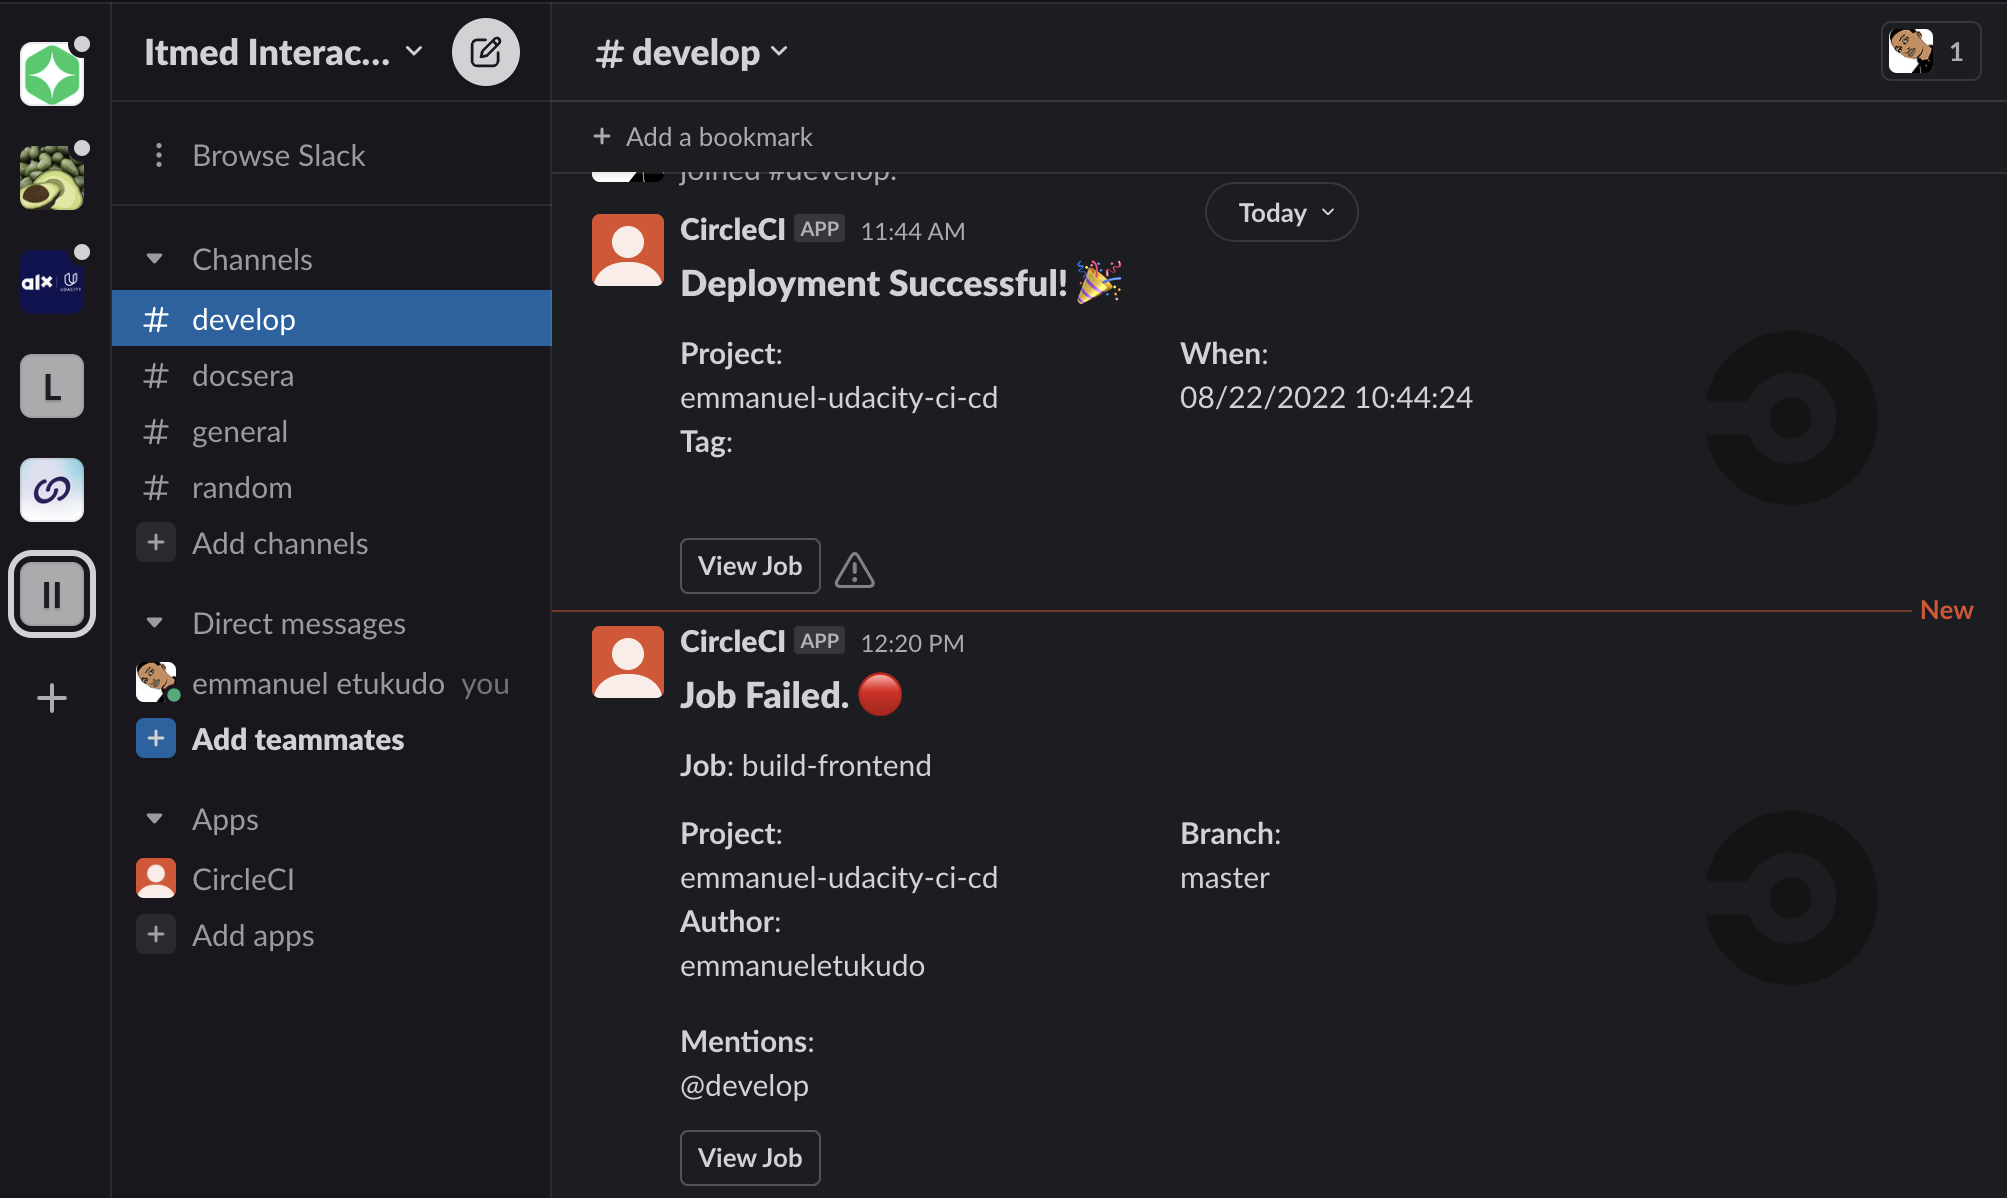 Itmed Interac...
Browse Slack
Channels
# develop
# docsera
# general
# random
+ Add channels
Direct messages
emmanuel etukudo you
+ Add teammates
Apps
CircleCI
+ Add apps
alx UDACITY
L
II
+
# develop
1
+ Add a bookmark
joined #develop.
Today
CircleCI APP 11:44 AM
Deployment Successful! 🎉
Project: When:
emmanuel-udacity-ci-cd 08/22/2022 10:44:24
Tag:
View Job
New
CircleCI APP 12:20 PM
Job Failed. 🔴
Job: build-frontend
Project: Branch:
emmanuel-udacity-ci-cd master
Author:
emmanueletukudo
Mentions:
@develop
View Job